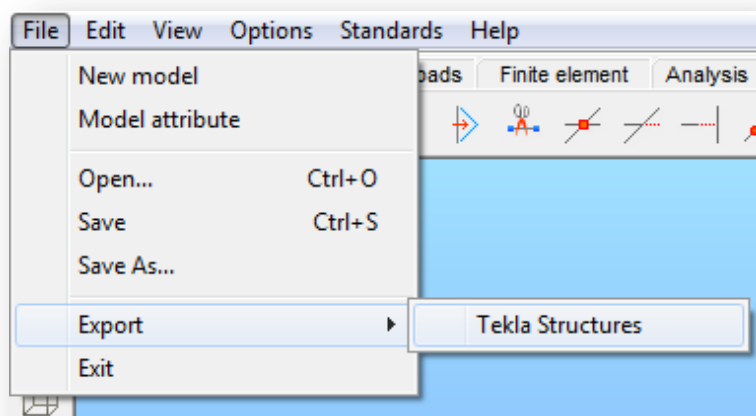 File Edit View Options Standards Help
Finite element Analysis
New model
Model attribute
Open... Ctrl+O
Save Ctrl+S
Save As...
Export Tekla Structures
Exit